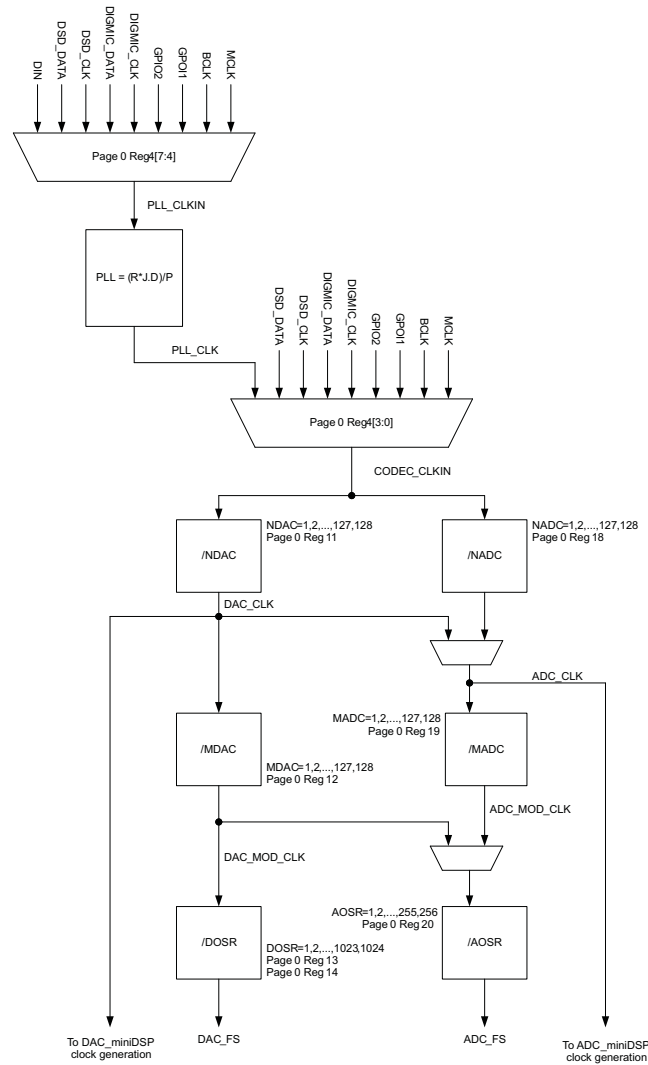 DIN
DSD_DATA
DSD_CLK
DIGMIC_DATA
DIGMIC_CLK
GPIO2
GPOI1
BCLK
MCLK
Page 0 Reg4[7:4]
PLL_CLKIN
PLL = (R*J.D)/P
PLL_CLK
DSD_DATA
DSD_CLK
DIGMIC_DATA
DIGMIC_CLK
GPIO2
GPOI1
BCLK
MCLK
Page 0 Reg4[3:0]
CODEC_CLKIN
/NDAC
NDAC=1,2,...,127,128
Page 0 Reg 11
/NADC
NADC=1,2,...,127,128
Page 0 Reg 18
DAC_CLK
ADC_CLK
/MDAC
MDAC=1,2,...,127,128
Page 0 Reg 12
MADC=1,2,...,127,128
Page 0 Reg 19
/MADC
ADC_MOD_CLK
DAC_MOD_CLK
/DOSR
DOSR=1,2,...,1023,1024
Page 0 Reg 13
Page 0 Reg 14
AOSR=1,2,...,255,256
Page 0 Reg 20
/AOSR
To DAC_miniDSP
clock generation
DAC_FS
ADC_FS
To ADC_miniDSP
clock generation